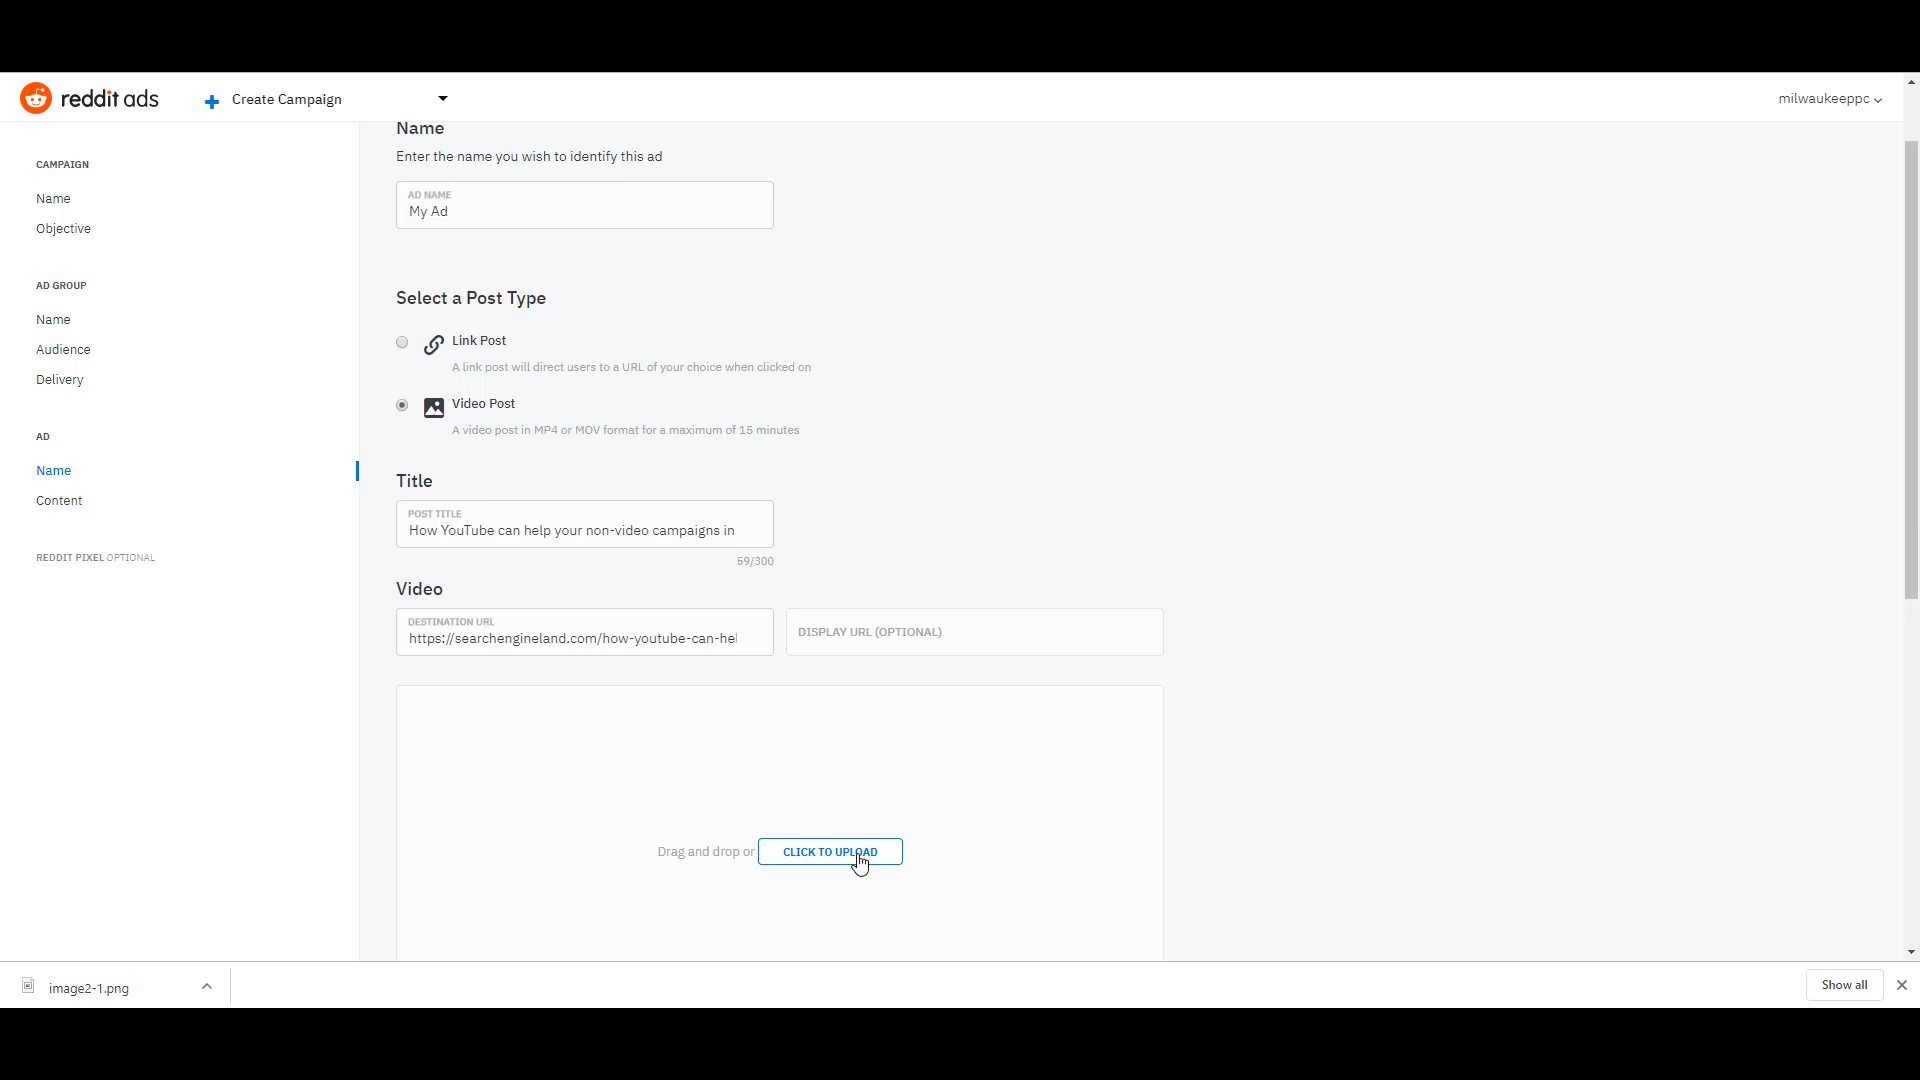 reddit ads
Create Campaign
milwaukeeppc
CAMPAIGN
Name
Objective
AD GROUP
Name
Audience
Delivery
AD
Name
Content
REDDIT PIXEL OPTIONAL
Name
Enter the name you wish to identify this ad
AD NAME
My Ad
Select a Post Type
Link Post
A link post will direct users to a URL of your choice when clicked on
Video Post
A video post in MP4 or MOV format for a maximum of 15 minutes
Title
POST TITLE
How YouTube can help your non-video campaigns in
59/300
Video
DESTINATION URL
https://searchengineland.com/how-youtube-can-hel
DISPLAY URL (OPTIONAL)
Drag and drop or CLICK TO UPLOAD
image2-1.png
Show all